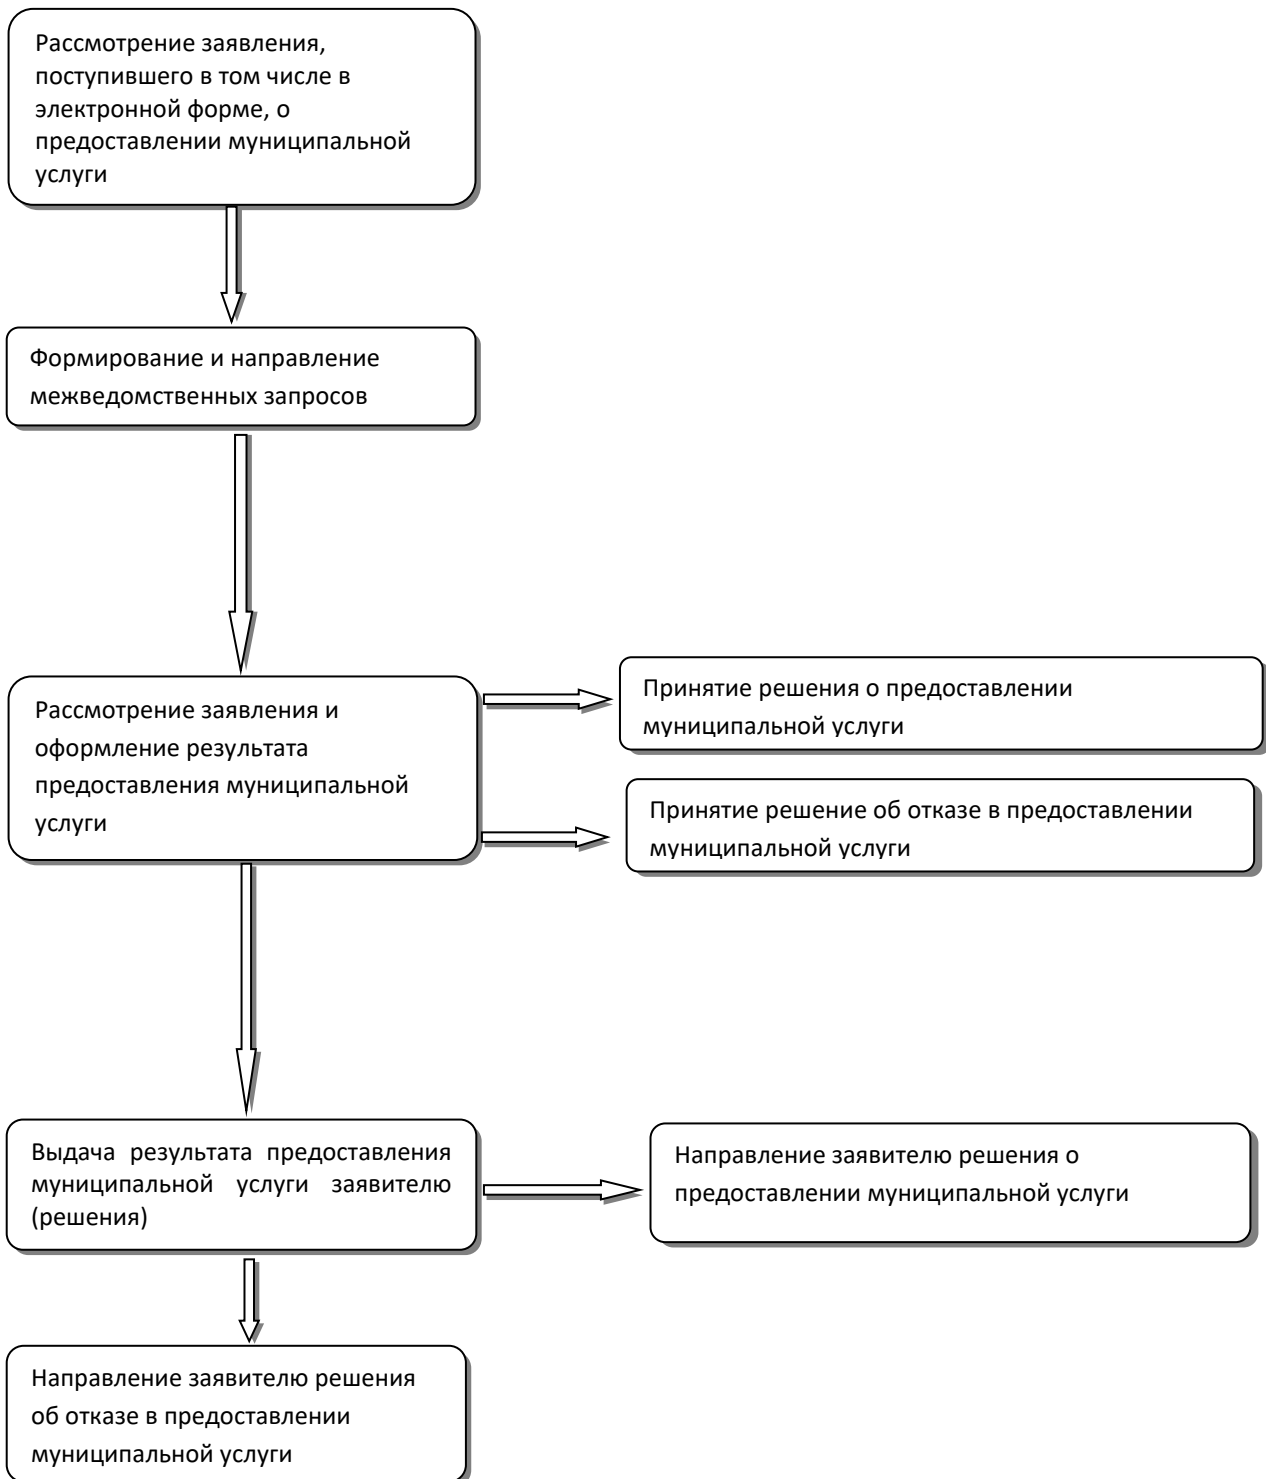 Рассмотрение заявления,
поступившего в том числе в
электронной форме, о
предоставлении муниципальной
услуги
Формирование и направление
межведомственных запросов
Рассмотрение заявления и
оформление результата
предоставления муниципальной
услуги
Принятие решения о предоставлении
муниципальной услуги
Принятие решение об отказе в предоставлении
муниципальной услуги
Выдача результата предоставления
муниципальной услуги заявителю
(решения)
Направление заявителю решения о
предоставлении муниципальной услуги
Направление заявителю решения
об отказе в предоставлении
муниципальной услуги